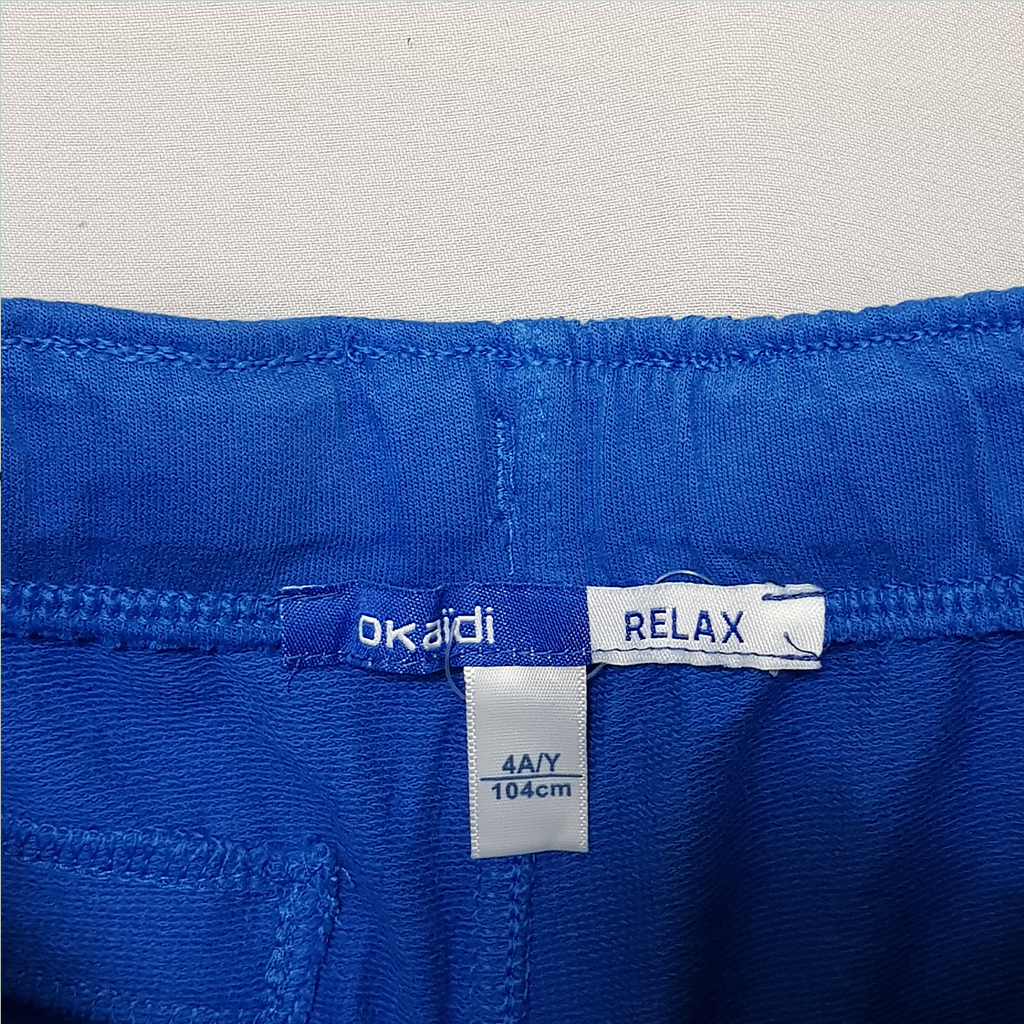 okaïdi RELAX
4A/Y
104cm